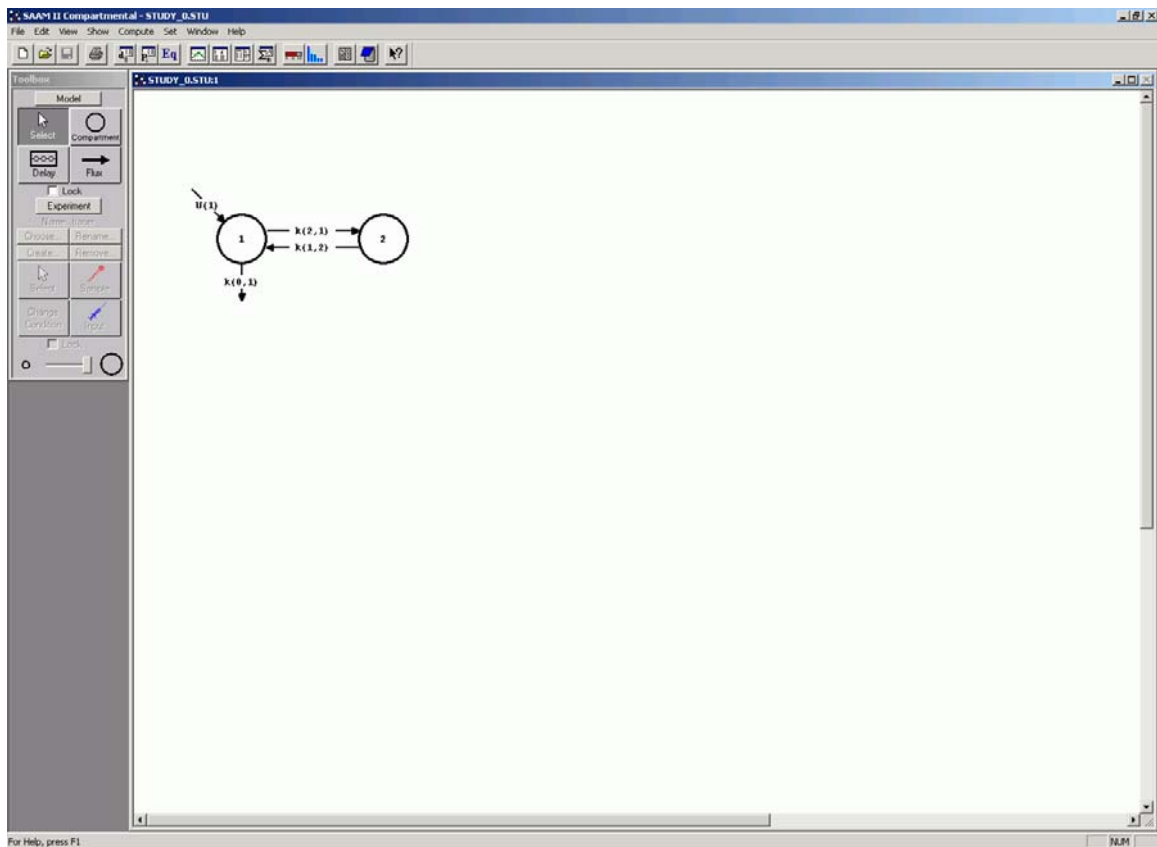 SAAM II Compartmental - STUDY_0.STU
File Edit View Show Compute Set Window Help
Eq
Toolbox
STUDY_0.STU:1
Model
Select Compartment
Delay Flux
Lock
Experiment
Name: tracer
Choose... Rename...
Create... Remove...
Select Sample
Change Condition Input
Lock
U(1)
1
k(2,1)
k(1,2)
2
k(0,1)
For Help, press F1
NUM